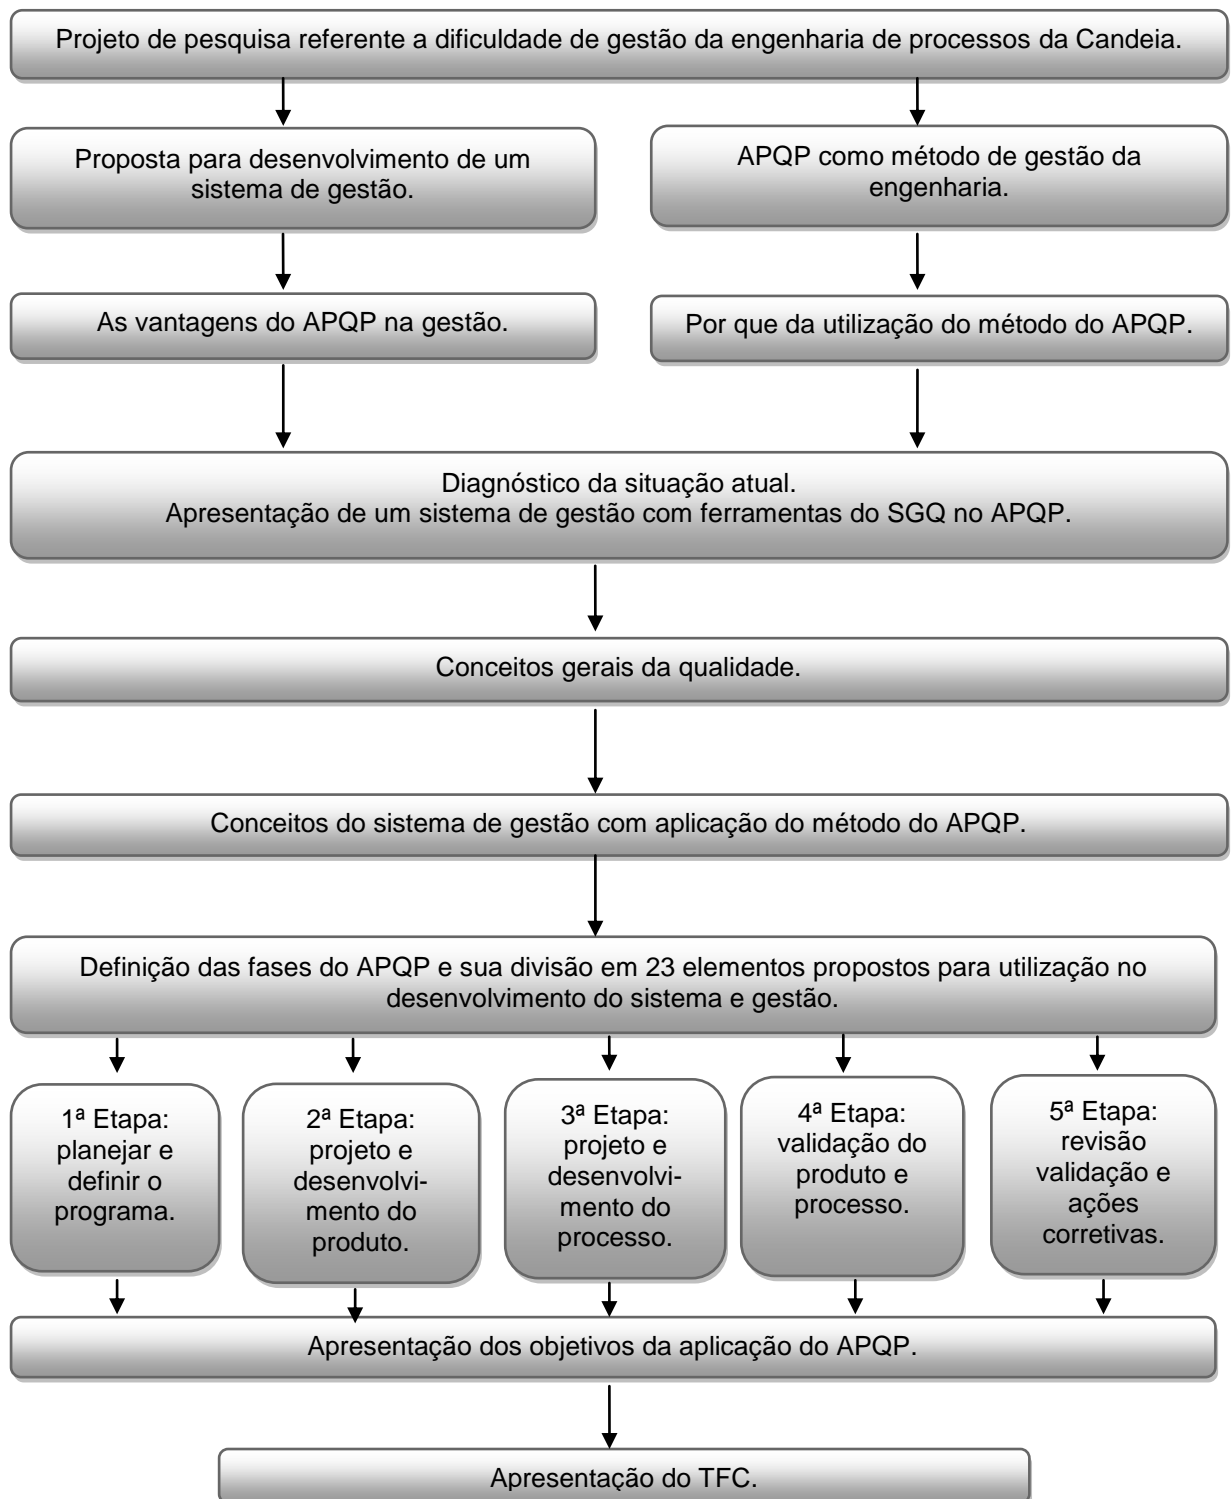 Projeto de pesquisa referente a dificuldade de gestão da engenharia de processos da Candeia.
Proposta para desenvolvimento de um
sistema de gestão.
APQP como método de gestão da
engenharia.
As vantagens do APQP na gestão.
Por que da utilização do método do APQP.
Diagnóstico da situação atual.
Apresentação de um sistema de gestão com ferramentas do SGQ no APQP.
Conceitos gerais da qualidade.
Conceitos do sistema de gestão com aplicação do método do APQP.
Definição das fases do APQP e sua divisão em 23 elementos propostos para utilização no
desenvolvimento do sistema e gestão.
1ª Etapa:
planejar e
definir o
programa.
2ª Etapa:
projeto e
desenvolvi-
mento do
produto.
3ª Etapa:
projeto e
desenvolvi-
mento do
processo.
4ª Etapa:
validação do
produto e
processo.
5ª Etapa:
revisão
validação e
ações
corretivas.
Apresentação dos objetivos da aplicação do APQP.
Apresentação do TFC.